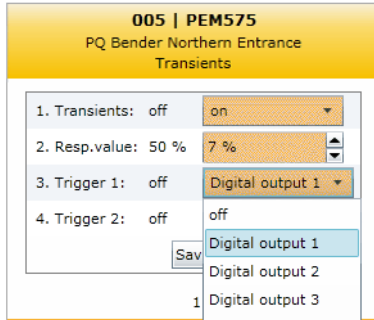 005 | PEM575
PQ Bender Northern Entrance
Transients
1. Transients: off on
2. Resp.value: 50 % 7 %
3. Trigger 1: off Digital output 1
4. Trigger 2: off off
Digital output 1
Sav
Digital output 2
1 Digital output 3